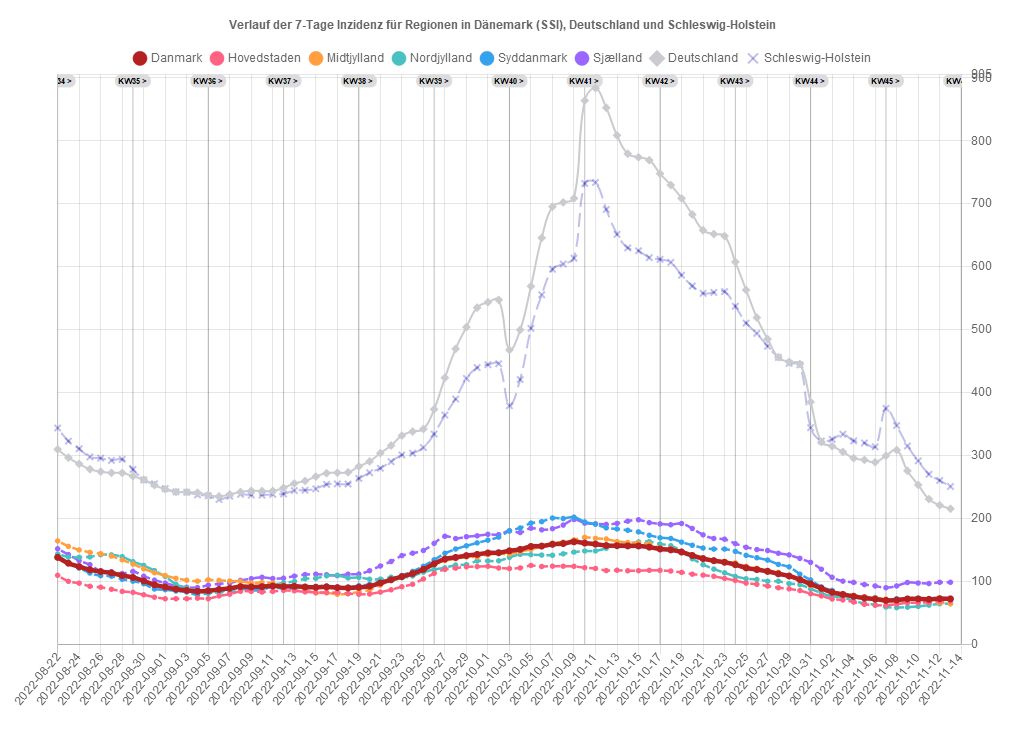 Verlauf der 7-Tage Inzidenz für Regionen in Dänemark (SSI), Deutschland und Schleswig-Holstein
Danmark Hovedstaden Midtjylland Nordjylland Syddanmark Sjælland Deutschland Schleswig-Holstein
34 > KW35 > KW36 > KW37 > KW38 > KW39 > KW40 > KW41 > KW42 > KW43 > KW44 > KW45 > KW4
905
900
800
700
600
500
400
300
200
100
0
2022-08-22 2022-08-24 2022-08-26 2022-08-28 2022-08-30 2022-09-01 2022-09-03 2022-09-05 2022-09-07 2022-09-09 2022-09-11 2022-09-13 2022-09-15 2022-09-17 2022-09-19 2022-09-21 2022-09-23 2022-09-25 2022-09-27 2022-09-29 2022-10-01 2022-10-03 2022-10-05 2022-10-07 2022-10-09 2022-10-11 2022-10-13 2022-10-15 2022-10-17 2022-10-19 2022-10-21 2022-10-23 2022-10-25 2022-10-27 2022-10-29 2022-10-31 2022-11-02 2022-11-04 2022-11-06 2022-11-08 2022-11-10 2022-11-12 2022-11-14